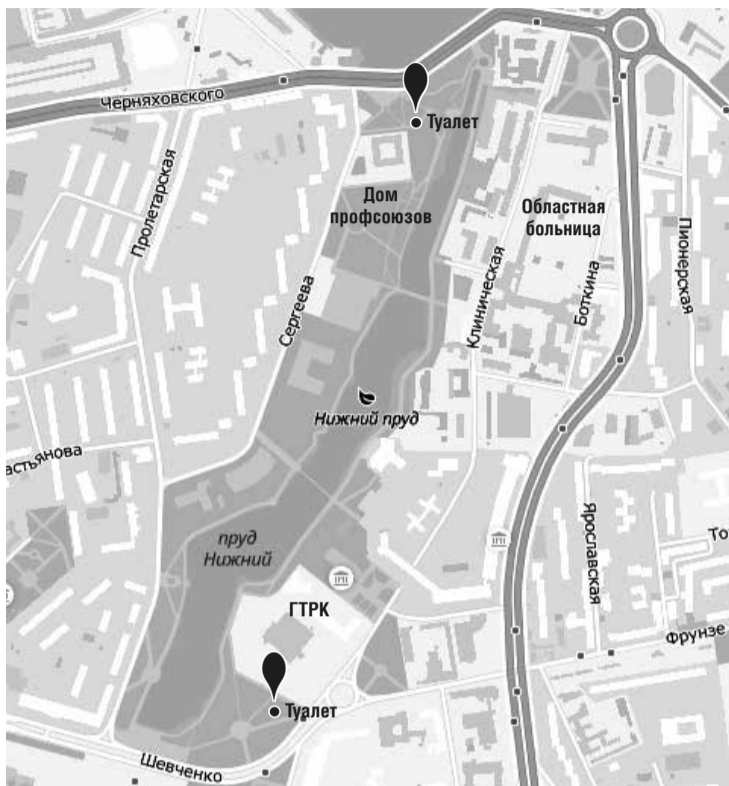 Черняховского
Туалет
Пролетарская
Дом
профсоюзов
Областная
больница
Пионерская
Клиническая
Боткина
Сергеева
Нижний пруд
астьянова
пруд
Нижний
Ярославская
То
ГТРК
Фрунзе
Туалет
Шевченко